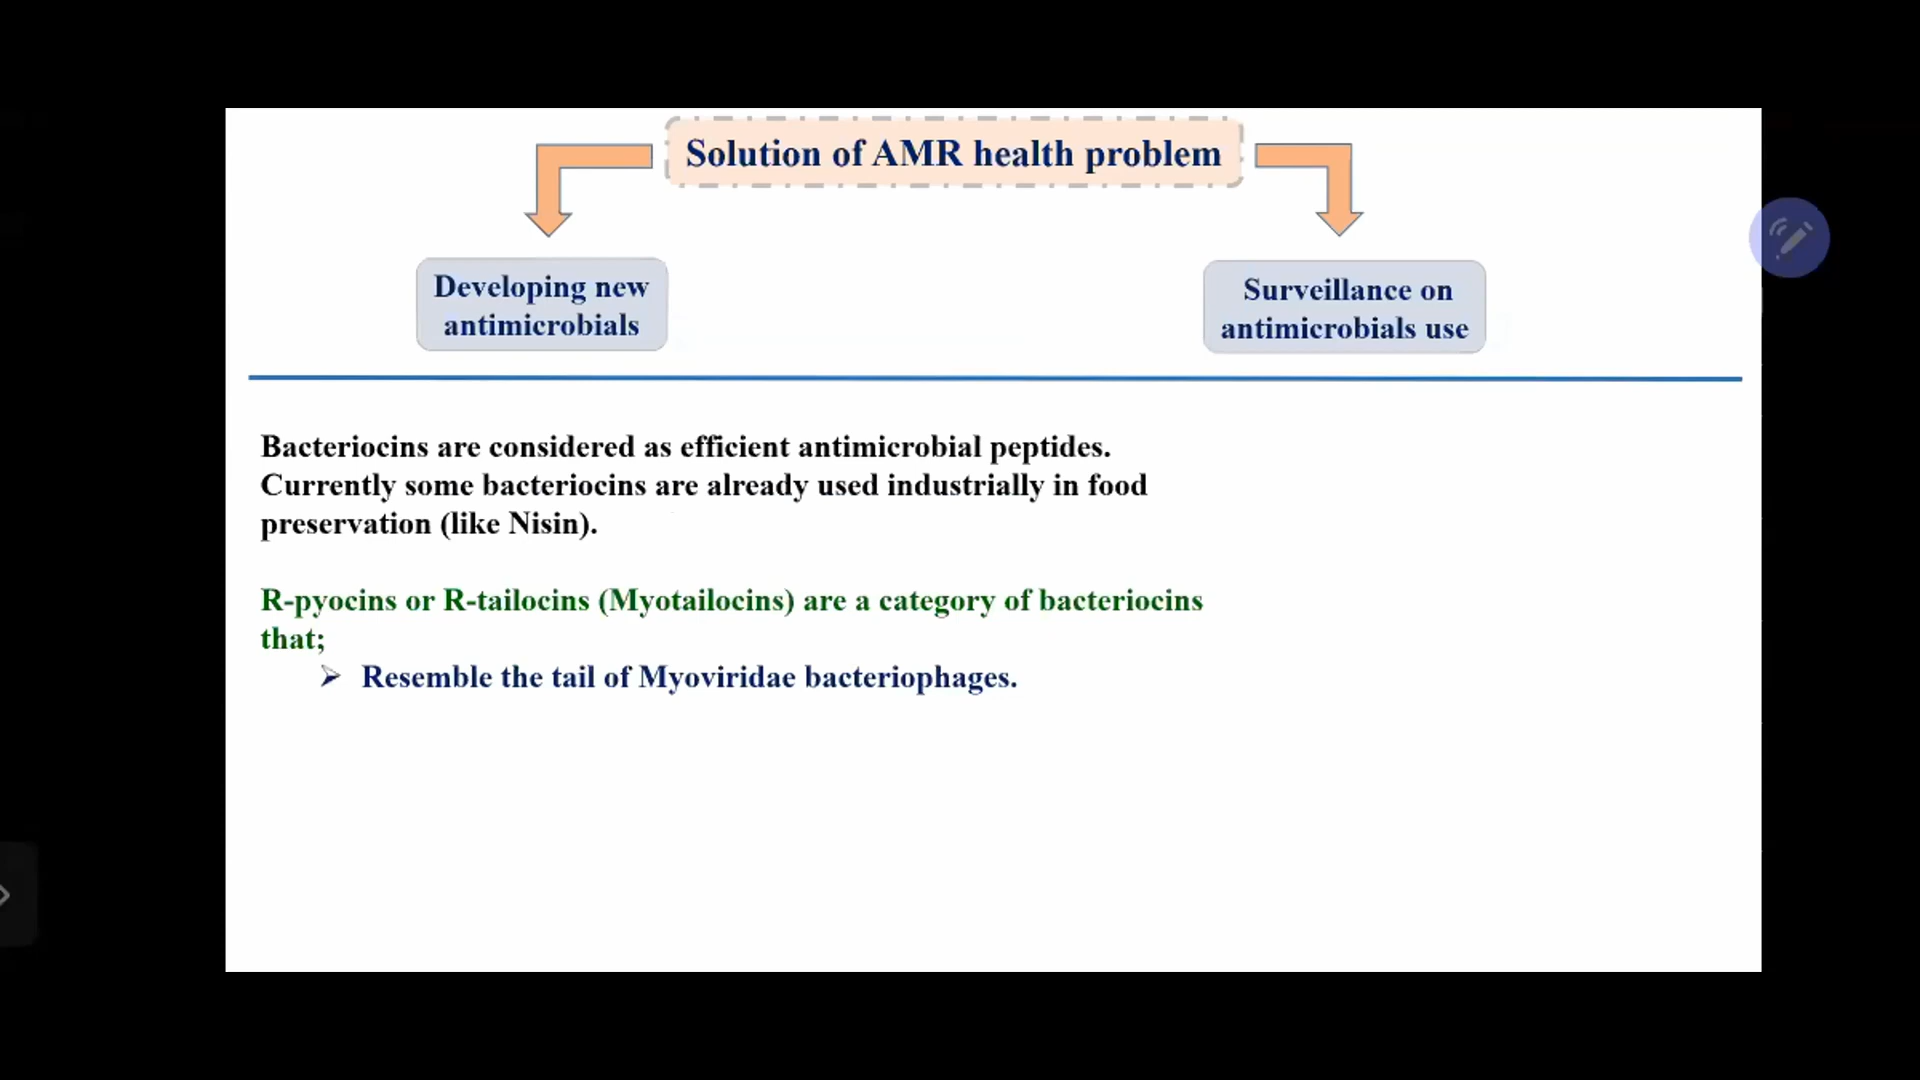 Solution of AMR health problem
Developing new
antimicrobials
Surveillance on
antimicrobials use
Bacteriocins are considered as efficient antimicrobial peptides.
Currently some bacteriocins are already used industrially in food
preservation (like Nisin).
R-pyocins or R-tailocins (Myotailocins) are a category of bacteriocins
that;
➢ Resemble the tail of Myoviridae bacteriophages.